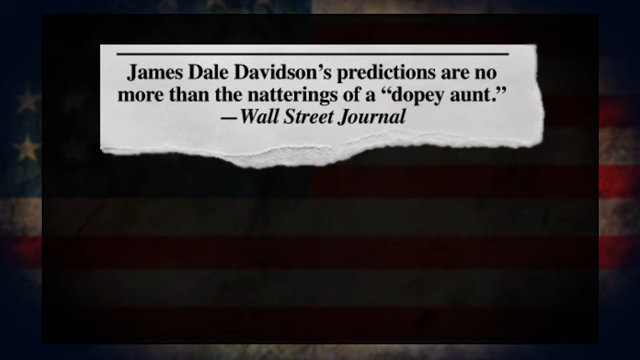 James Dale Davidson’s predictions are no
more than the natterings of a “dopey aunt.”
—Wall Street Journal